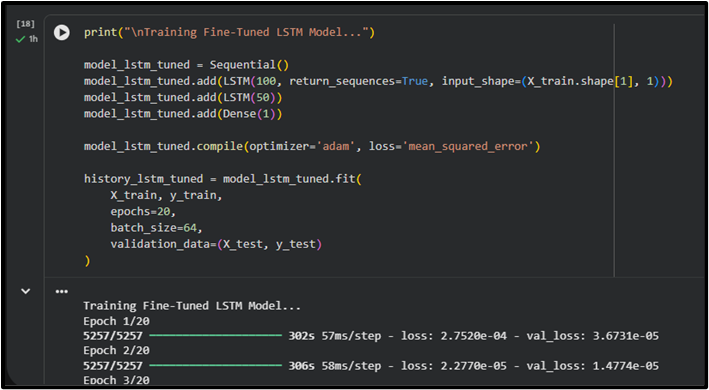 [18]
✓ 1h
print("\nTraining Fine-Tuned LSTM Model...")
model_lstm_tuned = Sequential()
model_lstm_tuned.add(LSTM(100, return_sequences=True, input_shape=(X_train.shape[1], 1)))
model_lstm_tuned.add(LSTM(50))
model_lstm_tuned.add(Dense(1))
model_lstm_tuned.compile(optimizer='adam', loss='mean_squared_error')
history_lstm_tuned = model_lstm_tuned.fit(
    X_train, y_train,
    epochs=20,
    batch_size=64,
    validation_data=(X_test, y_test)
)
Training Fine-Tuned LSTM Model...
Epoch 1/20
5257/5257 ━━━━━━━━━━━━━━━━━━━━ 302s 57ms/step - loss: 2.7520e-04 - val_loss: 3.6731e-05
Epoch 2/20
5257/5257 ━━━━━━━━━━━━━━━━━━━━ 306s 58ms/step - loss: 2.2770e-05 - val_loss: 1.4774e-05
Epoch 3/20